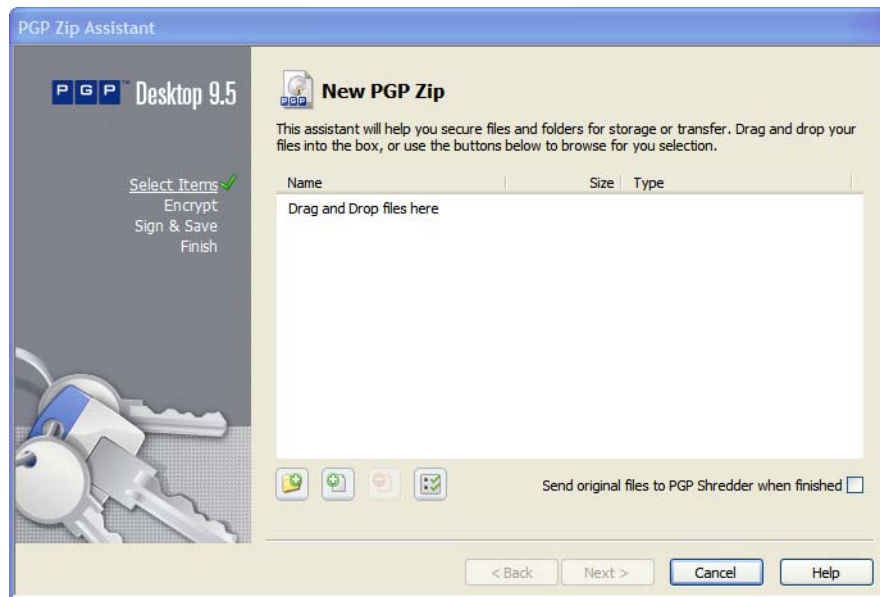 PGP Zip Assistant
PGP™ Desktop 9.5
Select Items
Encrypt
Sign & Save
Finish
PGP
New PGP Zip
This assistant will help you secure files and folders for storage or transfer. Drag and drop your
files into the box, or use the buttons below to browse for you selection.
Name Size Type
Drag and Drop files here
Send original files to PGP Shredder when finished
< Back Next > Cancel Help